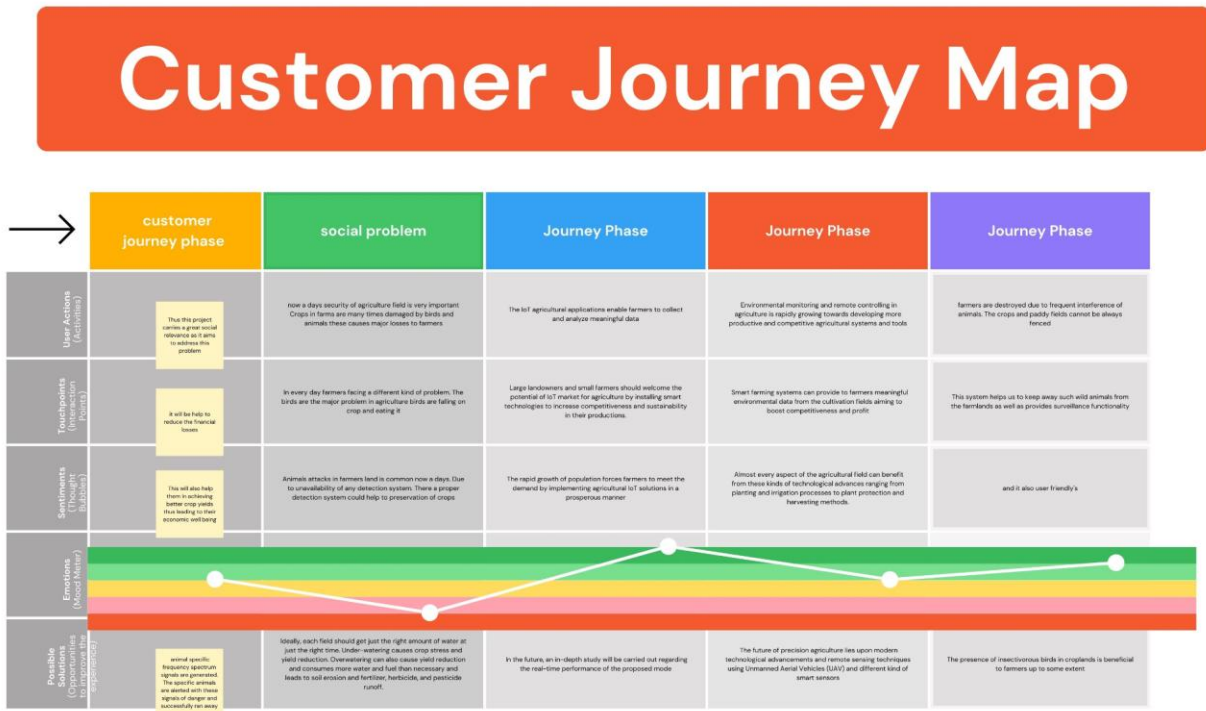 Customer Journey Map
customer
journey phase
social problem
Journey Phase
Journey Phase
Journey Phase
User Actions
(Activities)
Thus this project
carries a great social
relevance as it aims
to address this
problem
now a days security of agriculture field is very important
Crops in farms are many times damaged by birds and
animals these causes major losses to farmers
The IoT agricultural applications enable farmers to collect
and analyze meaningful data
Environmental monitoring and remote controlling in
agriculture is rapidly growing towards developing more
productive and competitive agricultural systems and tools
farmers are destroyed due to frequent interference of
animals. The crops and paddy fields cannot be always
fenced
Touchpoints
(Interaction
Points)
it will be help to
reduce the financial
losses
In every day farmers facing a different kind of problem. The
birds are the major problem in agriculture birds are falling on
crop and eating it
Large landowners and small farmers should welcome the
potential of IoT market for agriculture by installing smart
technologies to increase competitiveness and sustainability
in their productions.
Smart farming systems can provide to farmers meaningful
environmental data from the cultivation fields aiming to
boost competitiveness and profit
This system helps us to keep away such wild animals from
the farmlands as well as provides surveillance functionality
Sentiments
(Thought
Bubbles)
This will also help
them in achieving
better crop yields
thus leading to their
economic well being
Animals attacks in farmers land is common now a days. Due
to unavailability of any detection system. There a proper
detection system could help to preservation of crops
The rapid growth of population forces farmers to meet the
demand by implementing agricultural IoT solutions in a
prosperous manner
Almost every aspect of the agricultural field can benefit
from these kinds of technological advances ranging from
planting and irrigation processes to plant protection and
harvesting methods.
and it also user friendly's
Emotions
(Mood Meter)
Possible
Solutions
(Opportunities
to improve the
experience)
animal specific
frequency spectrum
signals are generated.
The specific animals
are alerted with these
signals of danger and
successfully ran away
Ideally, each field should get just the right amount of water at
just the right time. Under-watering causes crop stress and
yield reduction. Overwatering can also cause yield reduction
and consumes more water and fuel than necessary and
leads to soil erosion and fertilizer, herbicide, and pesticide
runoff.
In the future, an in-depth study will be carried out regarding
the real-time performance of the proposed mode
The future of precision agriculture lies upon modern
technological advancements and remote sensing techniques
using Unmanned Aerial Vehicles (UAV) and different kind of
smart sensors
The presence of insectivorous birds in croplands is beneficial
to farmers up to some extent